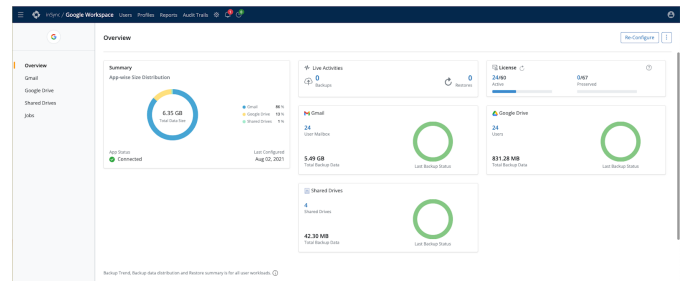 inSync / Google Workspace Users Profiles Reports Audit Trails
Overview
Re-Configure
Overview
Gmail
Google Drive
Shared Drives
Jobs
Summary
App-wise Size Distribution
6.35 GB
Total Data Size
Gmail
Google Drive 13 %
Shared Drives 1 %
App Status
Connected
Last Configured
Aug 02, 2021
Live Activities
0
Backups
0
Restores
License
24/60
Active
0/67
Preserved
Gmail
24
User Mailbox
5.49 GB
Total Backup Data
Last Backup Status
Google Drive
24
Users
831.28 MB
Total Backup Data
Last Backup Status
Shared Drives
4
Shared Drives
42.30 MB
Total Backup Data
Last Backup Status
Backup Trend, Backup data distribution and Restore summary is for all user workloads.